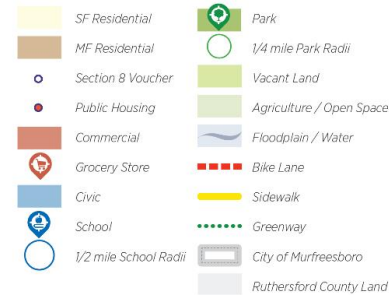 SF Residential
MF Residential
Section 8 Voucher
Public Housing
Commercial
Grocery Store
Civic
School
1/2 mile School Radii
Park
1/4 mile Park Radii
Vacant Land
Agriculture / Open Space
Floodplain / Water
Bike Lane
Sidewalk
Greenway
City of Murfreesboro
Rutherford County Land